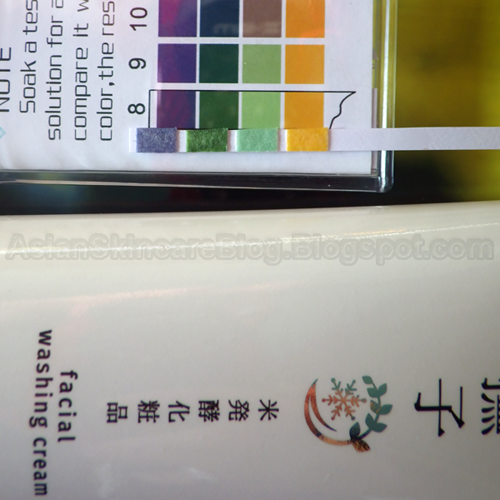 NOTE
Soak a tes
solution for a
compare it w
color,the res
8 9 10
AsianSkincareBlog.Blogspot.com
子
米発酵化粧品
facial
washing cream